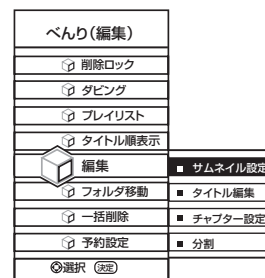 べんり(編集)
削除ロック
ダビング
プレイリスト
タイトル順表示
編集
サムネイル設定
フォルダ移動
タイトル編集
一括削除
チャプター設定
予約設定
分割
選択 決定